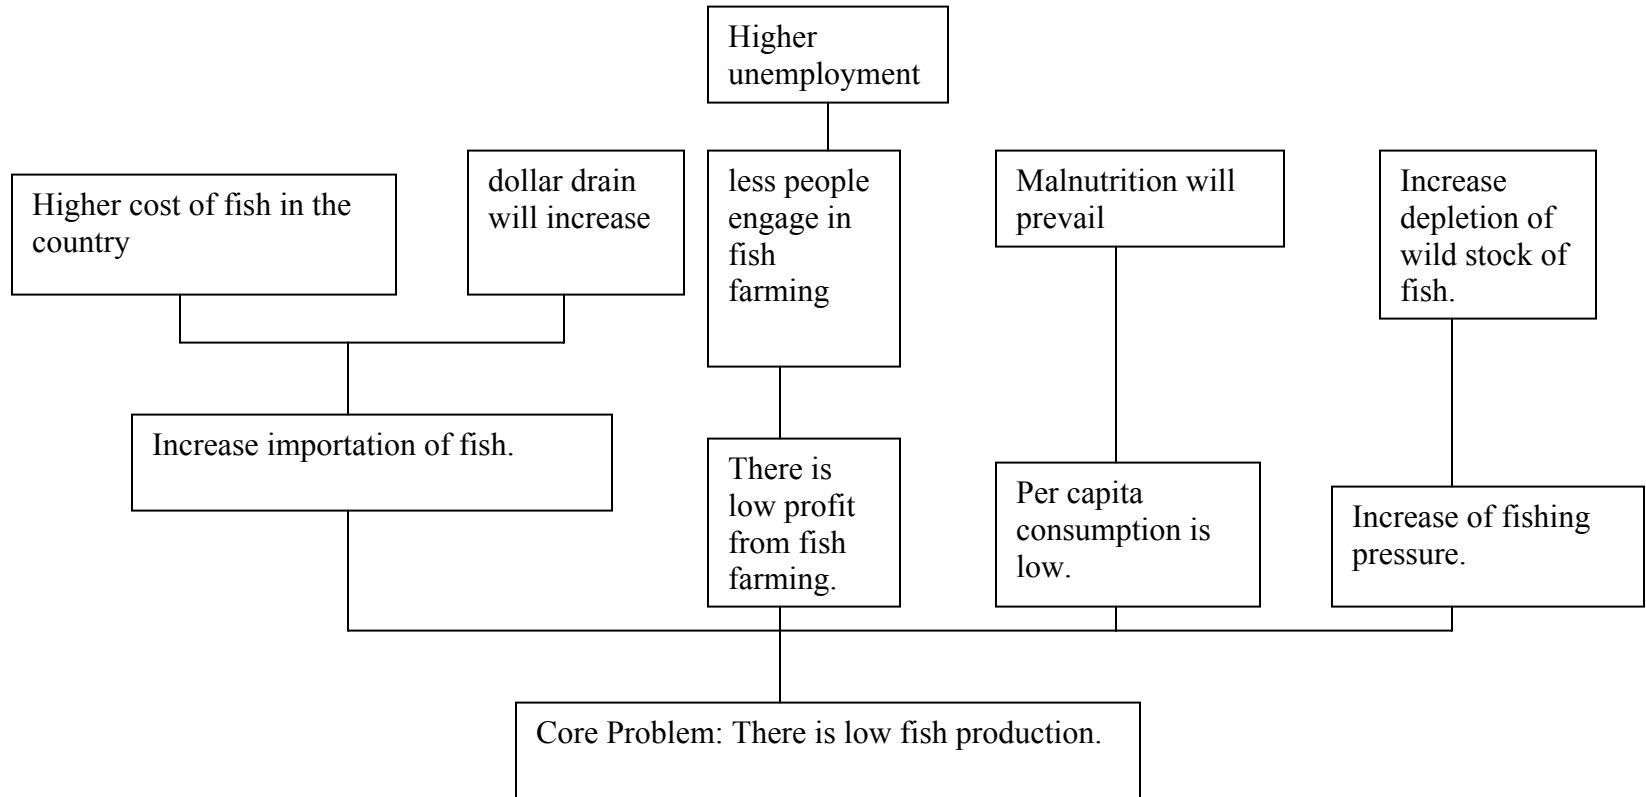 Higher
unemployment
Higher cost of fish in the
country
dollar drain
will increase
less people
engage in
fish
farming
Malnutrition will
prevail
Increase
depletion of
wild stock of
fish.
Increase importation of fish.
There is
low profit
from fish
farming.
Per capita
consumption is
low.
Increase of fishing
pressure.
Core Problem: There is low fish production.